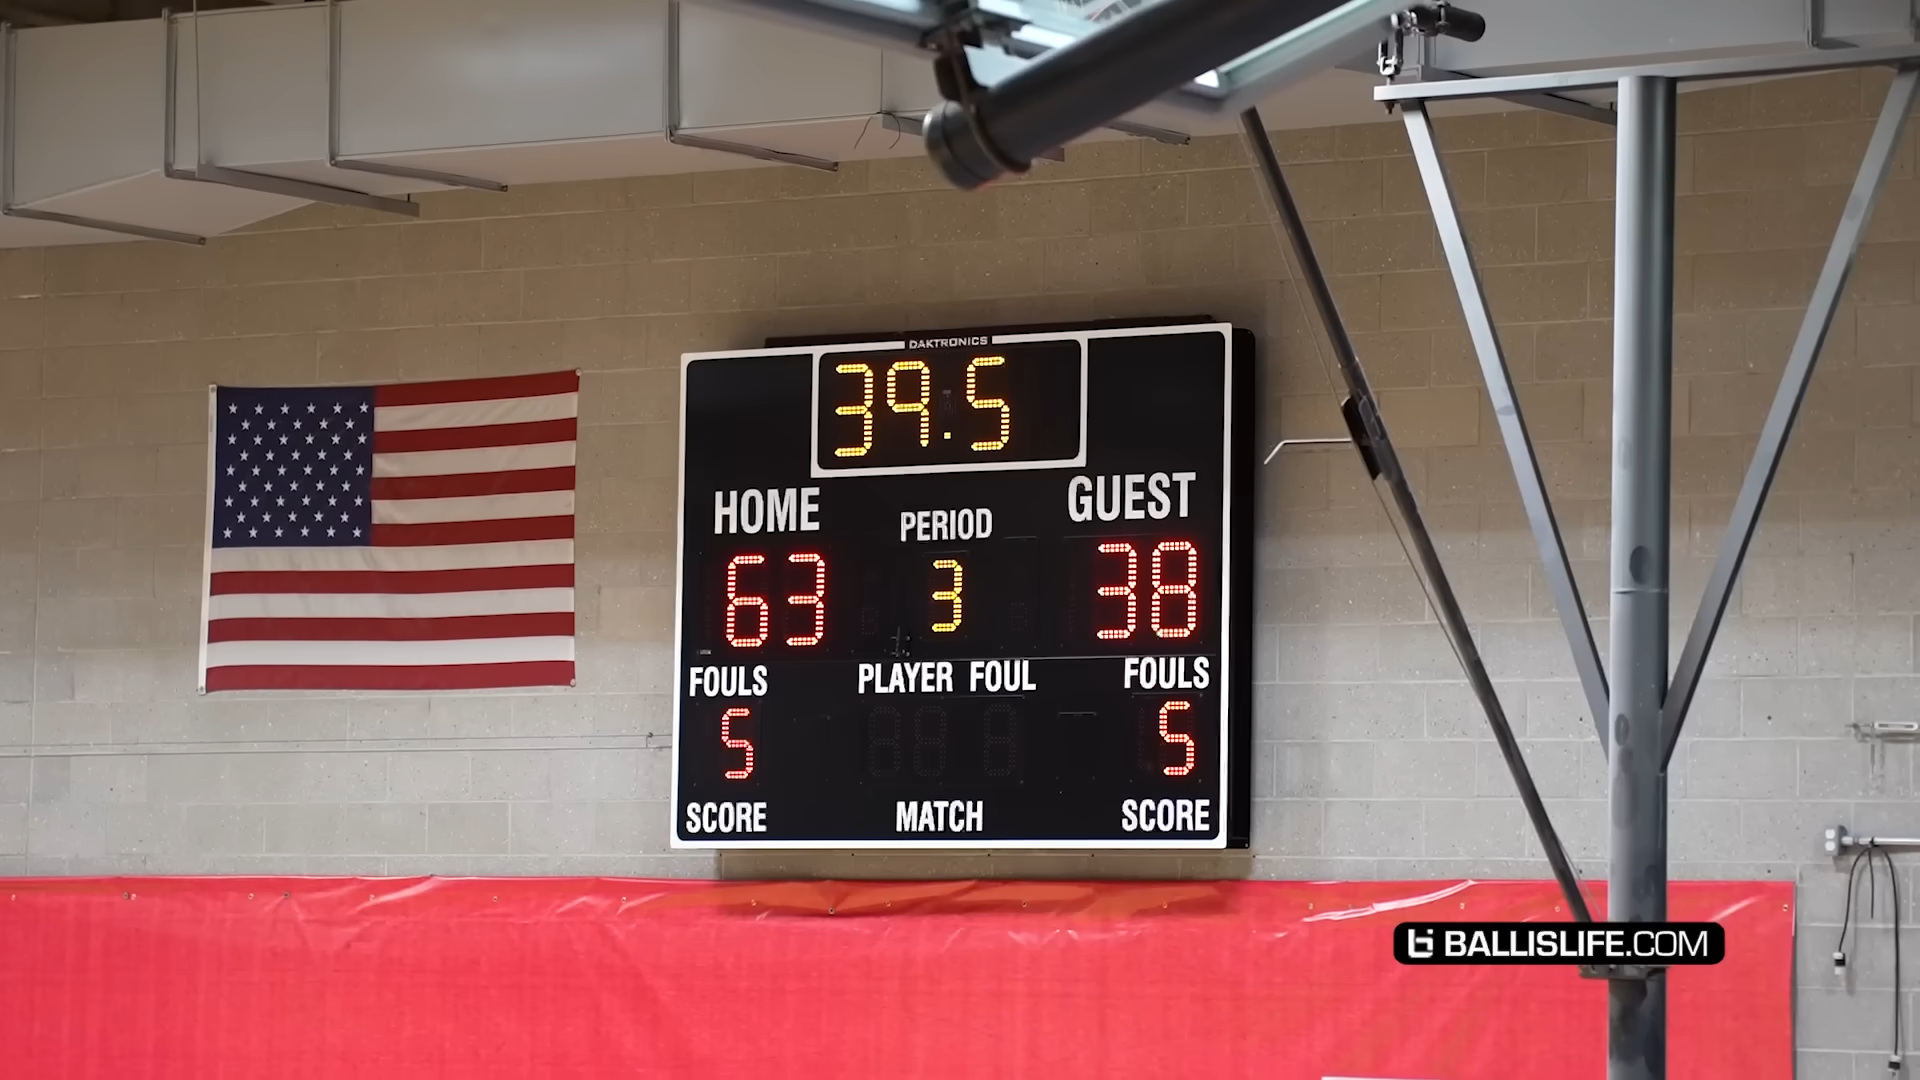 DAKTRONICS
39.5
HOME
PERIOD
GUEST
63
3
38
FOULS
PLAYER FOUL
FOULS
5
5
SCORE
MATCH
SCORE
BALLISLIFE.COM